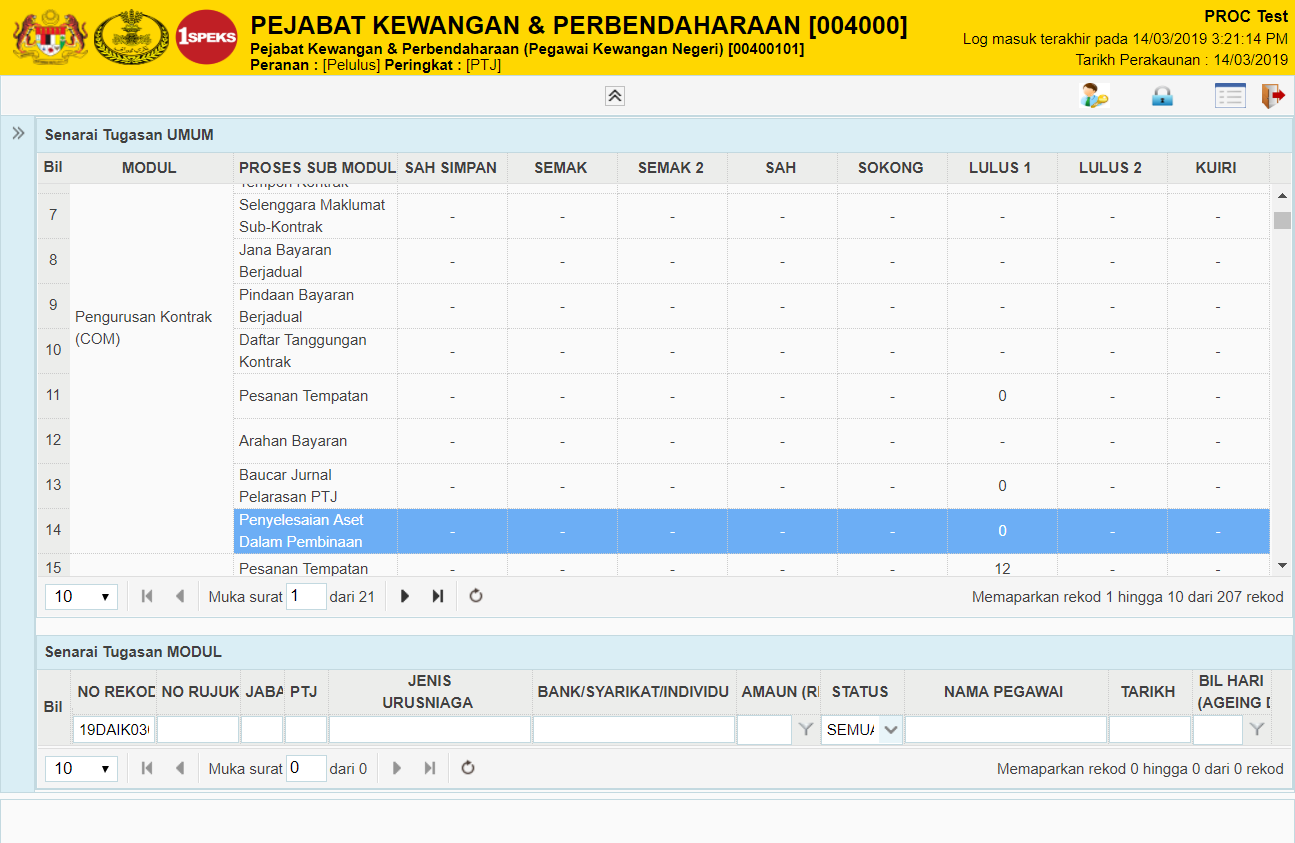 1SPEKS
PEJABAT KEWANGAN & PERBENDAHARAAN [004000]
Pejabat Kewangan & Perbendaharaan (Pegawai Kewangan Negeri) [00400101]
Peranan : [Pelulus] Peringkat : [PTJ]
PROC Test
Log masuk terakhir pada 14/03/2019 3:21:14 PM
Tarikh Perakaunan : 14/03/2019
Senarai Tugasan UMUM
Bil MODUL PROSES SUB MODUL SAH SIMPAN SEMAK SEMAK 2 SAH SOKONG LULUS 1 LULUS 2 KUIRI
Tempoh Kontrak
Pengurusan Kontrak
(COM)
7 Selenggara Maklumat
Sub-Kontrak - - - - - - - -
8 Jana Bayaran
Berjadual - - - - - - - -
9 Pindaan Bayaran
Berjadual - - - - - - - -
10 Daftar Tanggungan
Kontrak - - - - - - - -
11 Pesanan Tempatan - - - - - 0 - -
12 Arahan Bayaran - - - - - - - -
13 Baucar Jurnal
Pelarasan PTJ - - - - - 0 - -
14 Penyelesaian Aset
Dalam Pembinaan - - - - - 0 - -
15 Pesanan Tempatan - - - - - 12 - -
10 Muka surat 1 dari 21 Memaparkan rekod 1 hingga 10 dari 207 rekod
Senarai Tugasan MODUL
Bil NO REKOD NO RUJUK JABA PTJ JENIS
URUSNIAGA BANK/SYARIKAT/INDIVIDU AMAUN (RI STATUS NAMA PEGAWAI TARIKH BIL HARI
(AGEING D
19DAIK030 SEMUA
10 Muka surat 0 dari 0 Memaparkan rekod 0 hingga 0 dari 0 rekod